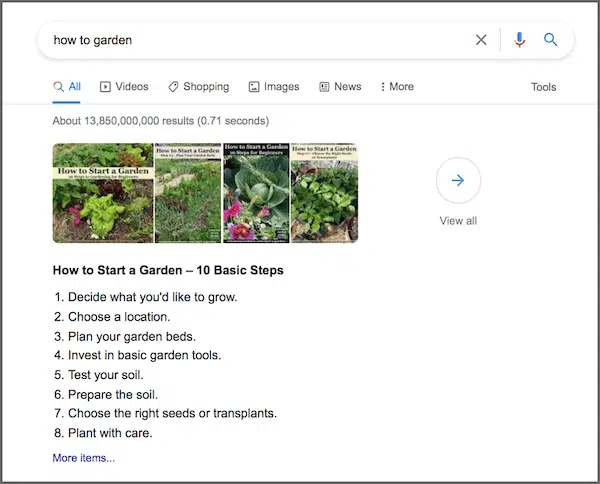 how to garden
All Videos Shopping Images News More Tools
About 13,850,000,000 results (0.71 seconds)
How to Start a Garden
10 Steps to Gardening for Beginners
How to Start a Garden
How to Start a Garden
10 Steps for Beginners
How to Start a Garden
View all
How to Start a Garden – 10 Basic Steps
1. Decide what you'd like to grow.
2. Choose a location.
3. Plan your garden beds.
4. Invest in basic garden tools.
5. Test your soil.
6. Prepare the soil.
7. Choose the right seeds or transplants.
8. Plant with care.
More items...